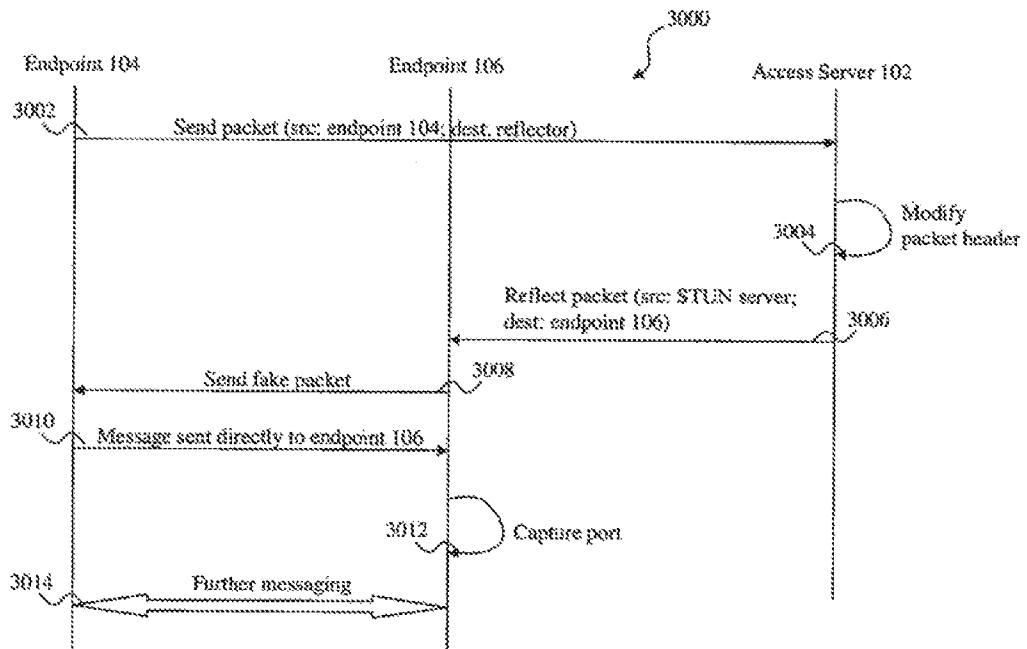 3000
Endpoint 104
Endpoint 106
Access Server 102
3002
Send packet (src: endpoint 104; dest. reflector)
Modify
packet header
3004
Reflect packet (src: STUN server;
dest: endpoint 106)
3006
Send fake packet
3008
3010
Message sent directly to endpoint 106
3012
Capture port
3014
Further messaging